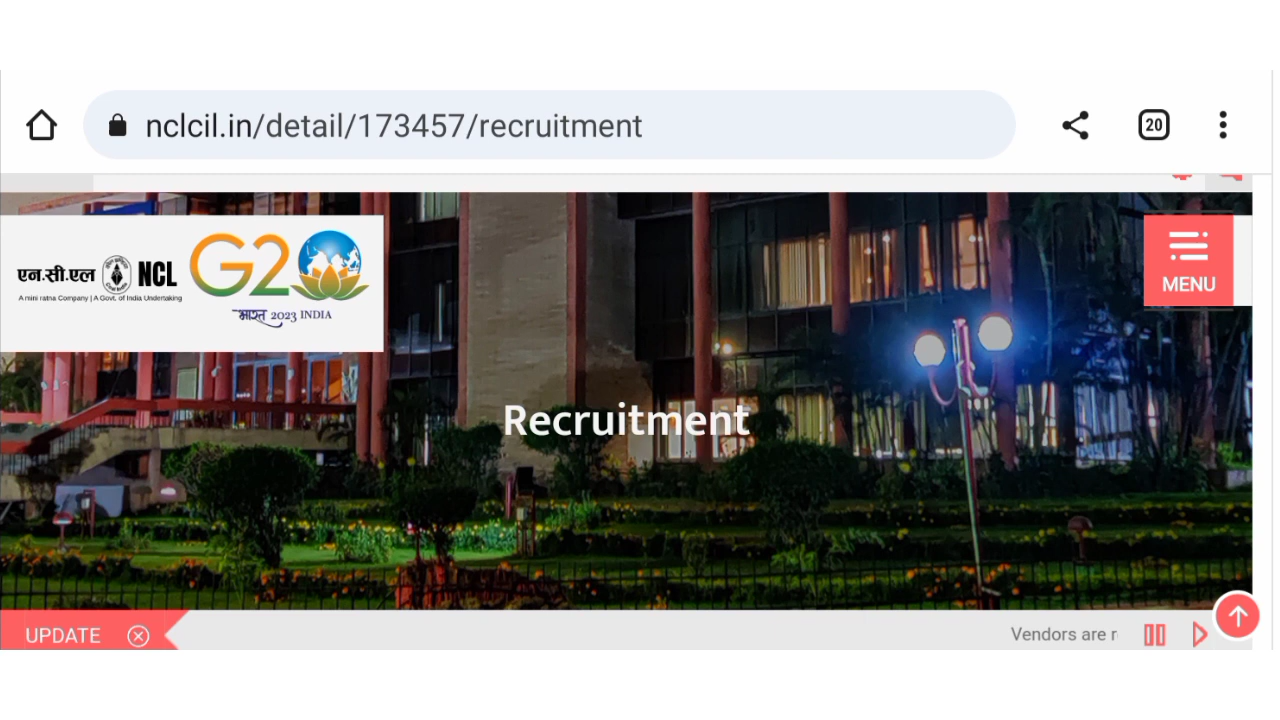 nclcil.in/detail/173457/recruitment
20
एन.सी.एल NCL
A mini ratna Company | A Govt. of India Undertaking
G20
भारत 2023 INDIA
MENU
Recruitment
UPDATE
Vendors are r